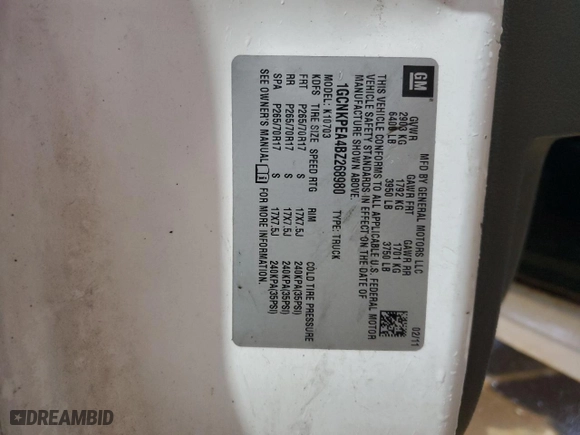 GM
MFD BY GENERAL MOTORS LLC
02/11
GVWR GAWR FRT GAWR RR
2903 KG 1792 KG 1701 KG
6400 LB 3950 LB 3750 LB
THIS VEHICLE CONFORMS TO ALL APPLICABLE U.S. FEDERAL MOTOR
VEHICLE SAFETY STANDARDS IN EFFECT ON THE DATE OF
MANUFACTURE SHOWN ABOVE.
1GCNKPEA4BZ268980 TYPE: TRUCK
MODEL: K10703
KDFS TIRE SIZE SPEED RTG RIM COLD TIRE PRESSURE
FRT P265/70R17 S 17X7.5J 240KPA(35PSI)
RR P265/70R17 S 17X7.5J 240KPA(35PSI)
SPA P265/70R17 S 17X7.5J 240KPA(35PSI)
SEE OWNER'S MANUAL FOR MORE INFORMATION.
DREAMBID